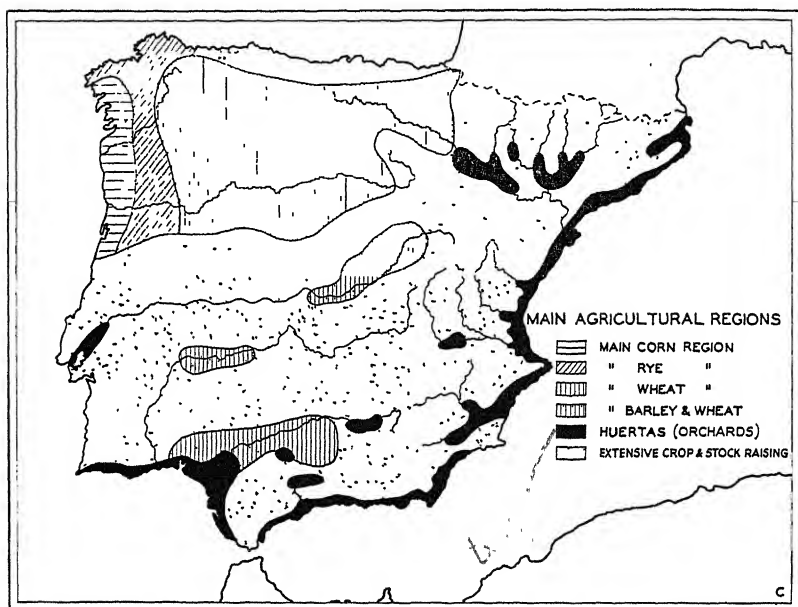 MAIN AGRICULTURAL REGIONS
MAIN CORN REGION
" RYE "
" WHEAT "
" BARLEY & WHEAT
HUERTAS (ORCHARDS)
EXTENSIVE CROP & STOCK RAISING
C